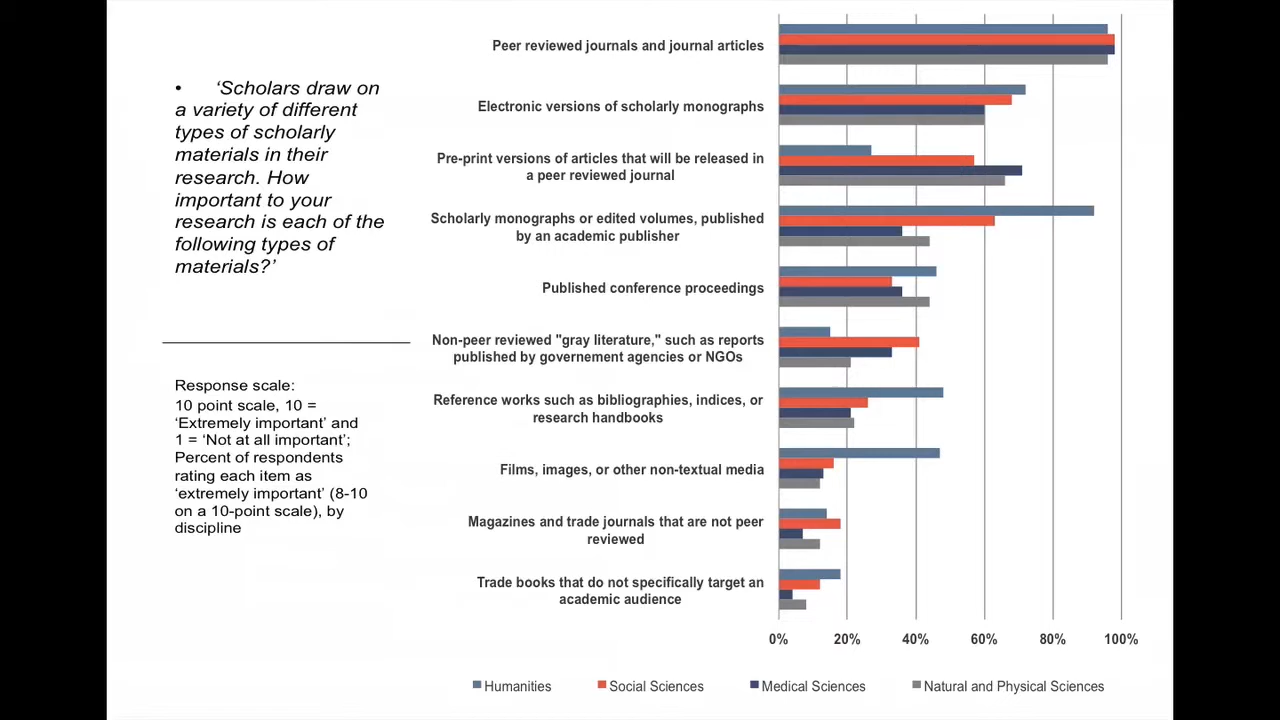 • ‘Scholars draw on
a variety of different
types of scholarly
materials in their
research. How
important to your
research is each of the
following types of
materials?’
Response scale:
10 point scale, 10 =
‘Extremely important’ and
1 = ‘Not at all important’;
Percent of respondents
rating each item as
‘extremely important’ (8-10
on a 10-point scale), by
discipline
Peer reviewed journals and journal articles
Electronic versions of scholarly monographs
Pre-print versions of articles that will be released in
a peer reviewed journal
Scholarly monographs or edited volumes, published
by an academic publisher
Published conference proceedings
Non-peer reviewed "gray literature," such as reports
published by governement agencies or NGOs
Reference works such as bibliographies, indices, or
research handbooks
Films, images, or other non-textual media
Magazines and trade journals that are not peer
reviewed
Trade books that do not specifically target an
academic audience
0% 20% 40% 60% 80% 100%
Humanities Social Sciences Medical Sciences Natural and Physical Sciences